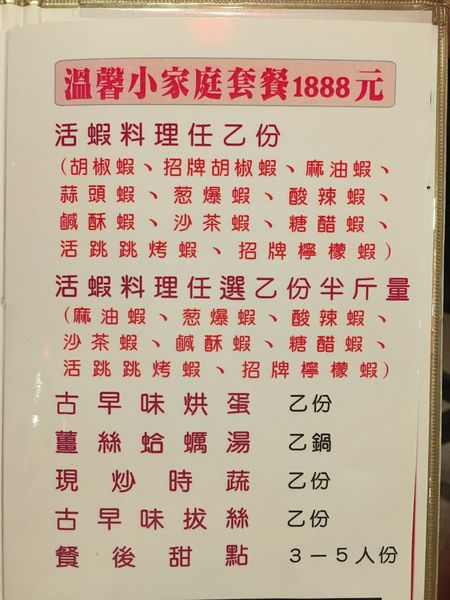 溫馨小家庭套餐1888元
活蝦料理任乙份
(胡椒蝦、招牌胡椒蝦、麻油蝦、
蒜頭蝦、葱爆蝦、酸辣蝦、
鹹酥蝦、沙茶蝦、糖醋蝦、
活跳跳烤蝦、招牌檸檬蝦)
活蝦料理任選乙份半斤量
(麻油蝦、葱爆蝦、酸辣蝦、
沙茶蝦、鹹酥蝦、糖醋蝦、
活跳跳烤蝦、招牌檸檬蝦)
古早味烘蛋 乙份
薑絲蛤蠣湯 乙鍋
現炒時蔬 乙份
古早味拔絲 乙份
餐後甜點 3－5人份